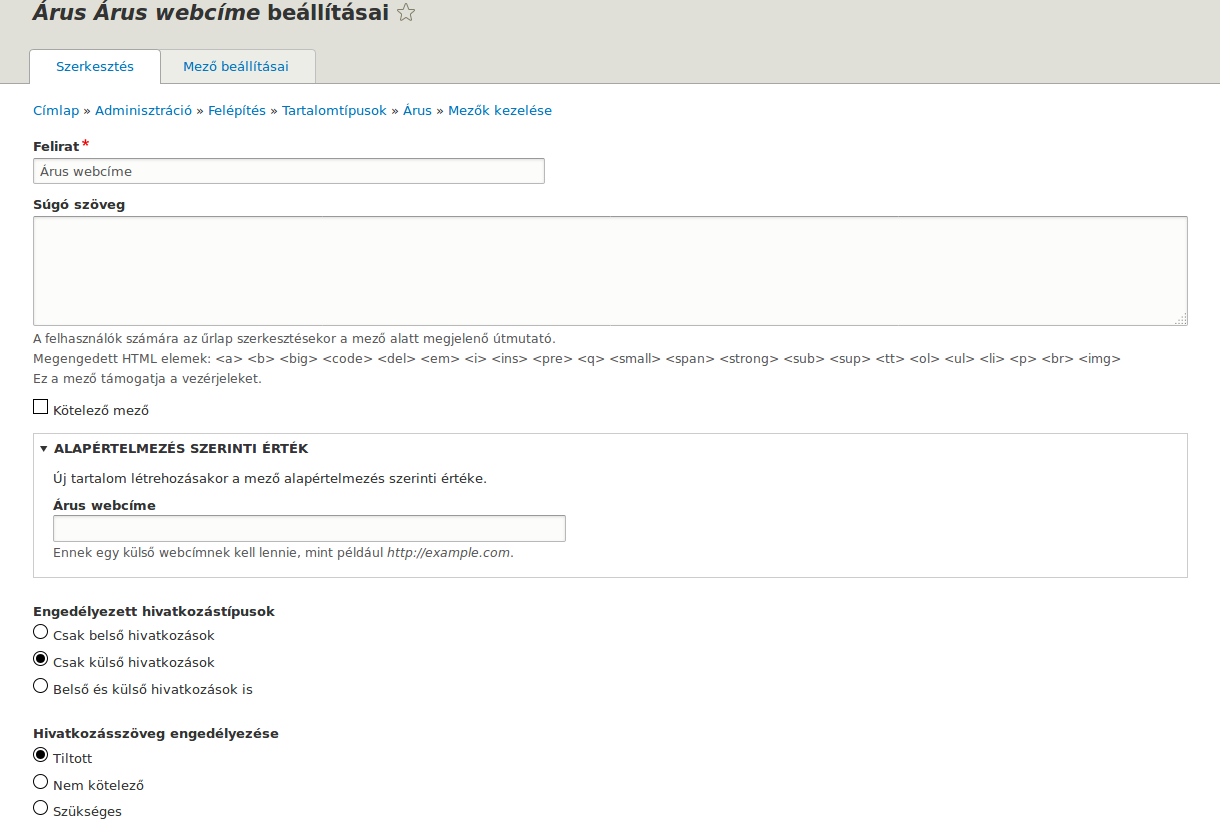 Árus Árus webcíme beállításai
Szerkesztés Mező beállításai
Címlap » Adminisztráció » Felépítés » Tartalomtípusok » Árus » Mezők kezelése
Felirat*
Árus webcíme
Súgó szöveg
A felhasználók számára az űrlap szerkesztésekor a mező alatt megjelenő útmutató.
Megengedett HTML elemek: <a> <b> <big> <code> <del> <em> <i> <ins> <pre> <q> <small> <span> <strong> <sub> <sup> <tt> <ol> <ul> <li> <p> <br> <img>
Ez a mező támogatja a vezérjeleket.
Kötelező mező
ALAPÉRTELMEZÉS SZERINTI ÉRTÉK
Új tartalom létrehozásakor a mező alapértelmezés szerinti értéke.
Árus webcíme
Ennek egy külső webcímnek kell lennie, mint például http://example.com.
Engedélyezett hivatkozástípusok
Csak belső hivatkozások
Csak külső hivatkozások
Belső és külső hivatkozások is
Hivatkozásszöveg engedélyezése
Tiltott
Nem kötelező
Szükséges